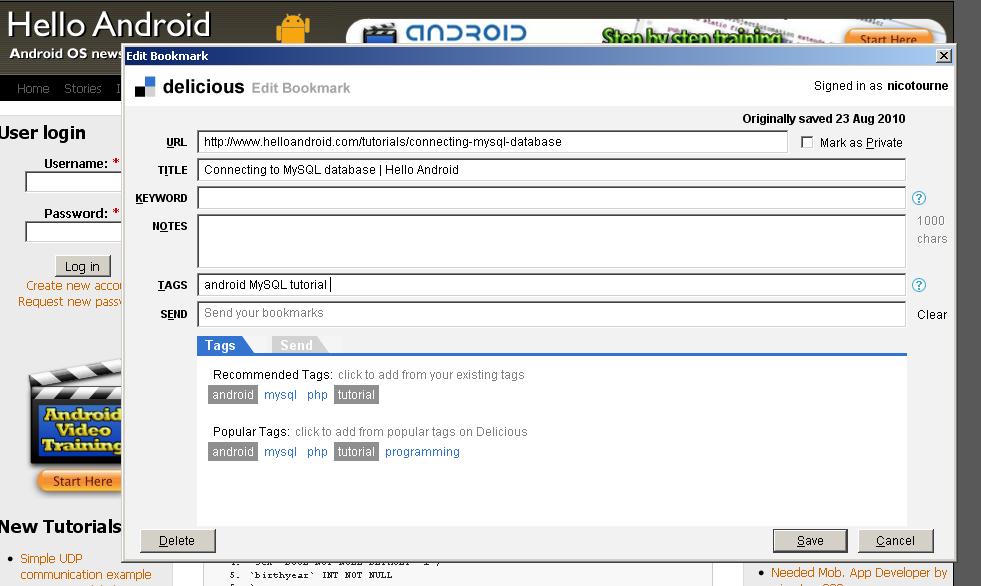 Hello Android
Android OS news
ANDROID
Step by step training
Start Here
Home Stories
Edit Bookmark
delicious Edit Bookmark
Signed in as nicotourne
Originally saved 23 Aug 2010
URL http://www.helloandroid.com/tutorials/connecting-mysql-database
Mark as Private
TITLE Connecting to MySQL database | Hello Android
KEYWORD
NOTES
1000
chars
TAGS android MySQL tutorial
SEND Send your bookmarks
Clear
Tags Send
Recommended Tags: click to add from your existing tags
android mysql php tutorial
Popular Tags: click to add from popular tags on Delicious
android mysql php tutorial programming
Delete
Save
Cancel
User login
Username: *
Password: *
Log in
Create new accou
Request new passw
Android
Video
Training
Start Here
New Tutorials
Simple UDP
communication example
5. `birthyear` INT NOT NULL
Needed Mob. App Developer by